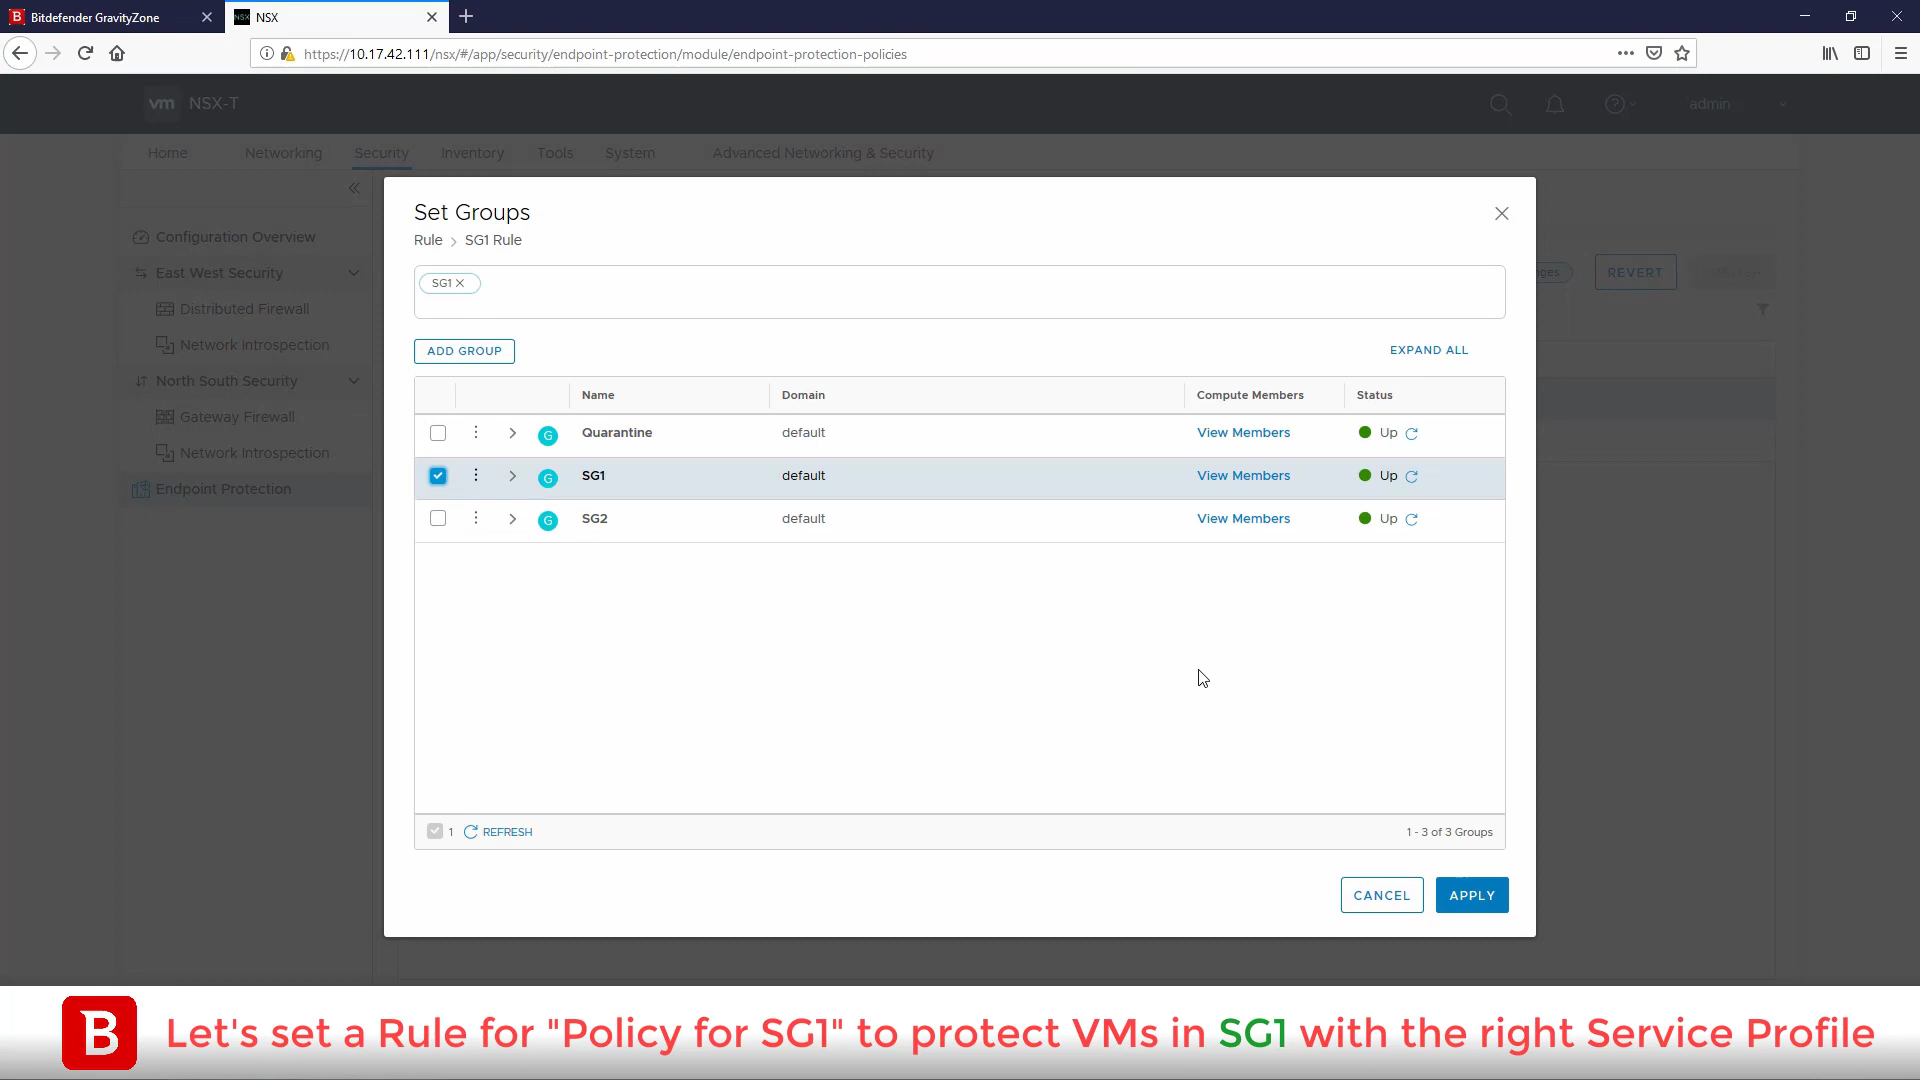 B Bitdefender GravityZone
NSX NSX
https://10.17.42.111/nsx/#/app/security/endpoint-protection/module/endpoint-protection-policies
vm NSX-T
admin
Home Networking Security Inventory Tools System Advanced Networking & Security
Configuration Overview
East West Security
Distributed Firewall
Network Introspection
North South Security
Gateway Firewall
Network Introspection
Endpoint Protection
REVERT
Set Groups
Rule > SG1 Rule
SG1
ADD GROUP
EXPAND ALL
Name Domain Compute Members Status
G Quarantine default View Members Up
G SG1 default View Members Up
G SG2 default View Members Up
1 REFRESH
1 - 3 of 3 Groups
CANCEL APPLY
B Let's set a Rule for "Policy for SG1" to protect VMs in SG1 with the right Service Profile